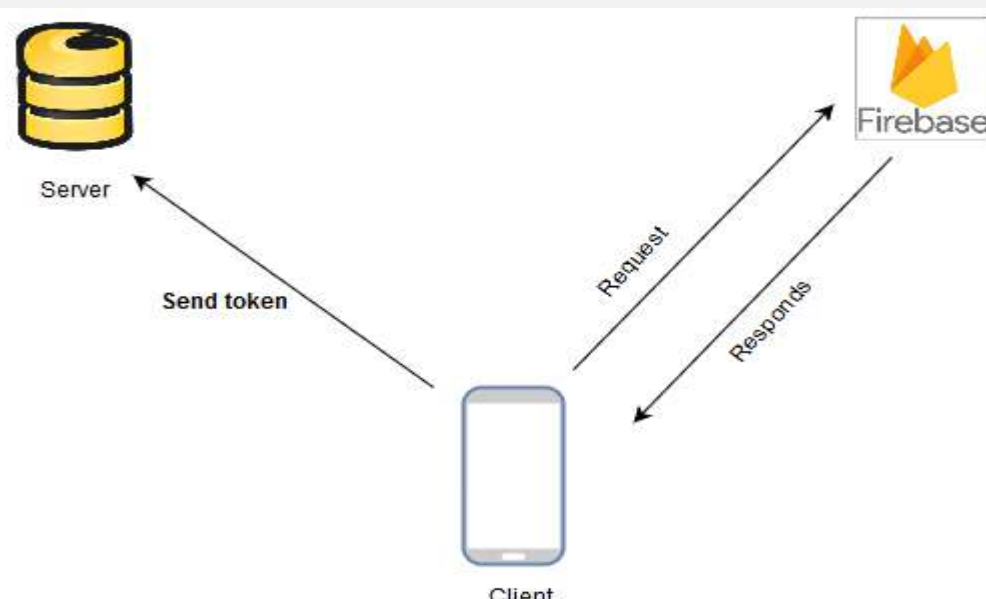 Firebase
Server
Request
Send token
Responds
Client